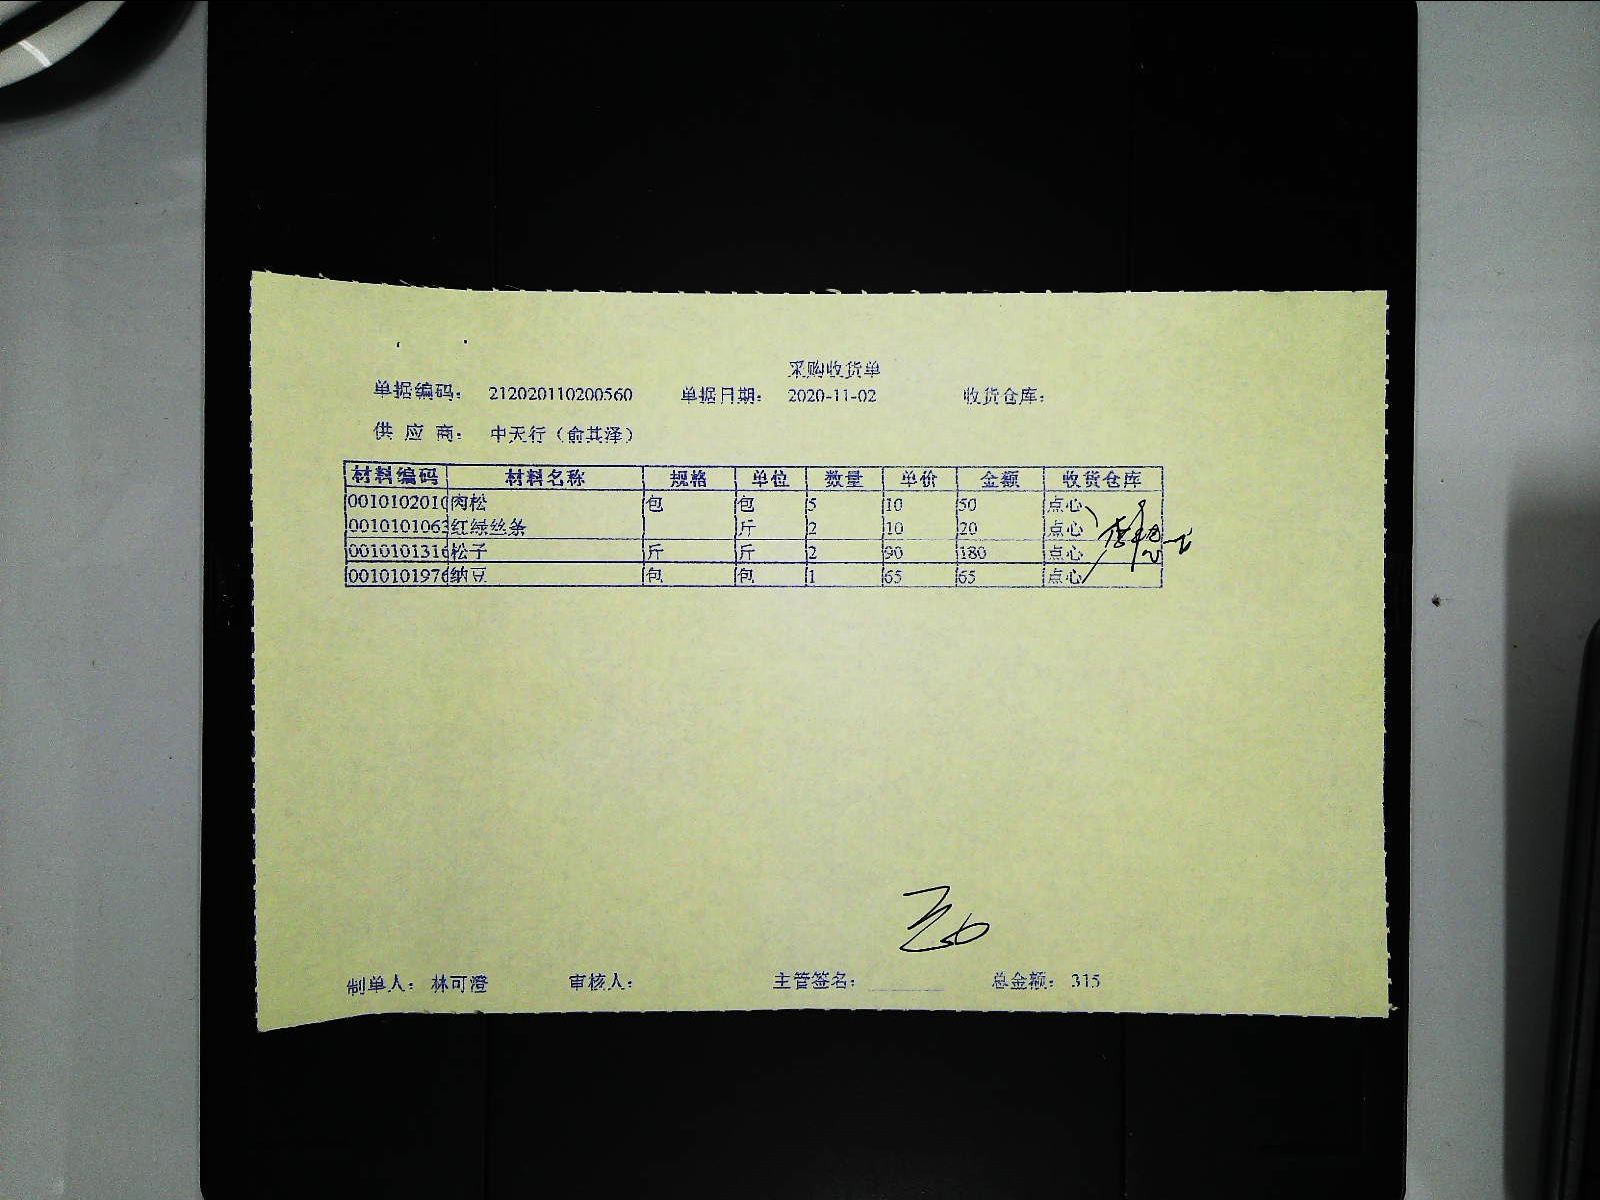 采购收货单
单据编码： 212020110200560 单据日期： 2020-11-02 收货仓库：
供 应 商： 中天行（俞其泽）
材料编码 材料名称 规格 单位 数量 单价 金额 收货仓库
0010102010 肉松 包 包 5 10 50 点心
0010101063 红绿丝条 斤 2 10 20 点心
0010101316 松子 斤 斤 2 90 180 点心
0010101976 纳豆 包 包 1 65 65 点心
制单人： 林可澄 审核人： 主管签名： 总金额： 315